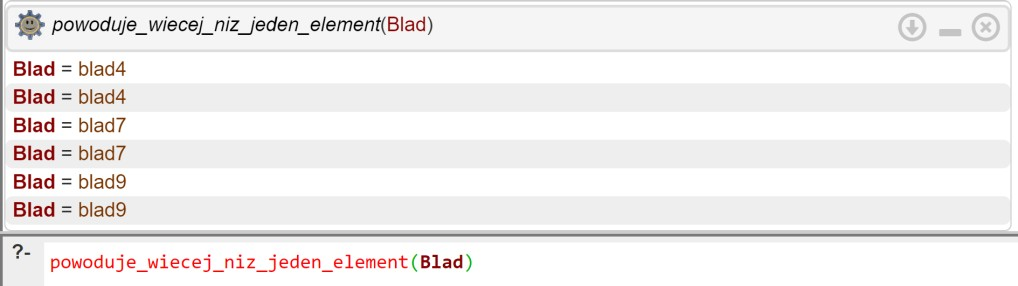 powoduje_wiecej_niz_jeden_element(Blad)
Blad = blad4
Blad = blad4
Blad = blad7
Blad = blad7
Blad = blad9
Blad = blad9
?- powoduje_wiecej_niz_jeden_element(Blad)